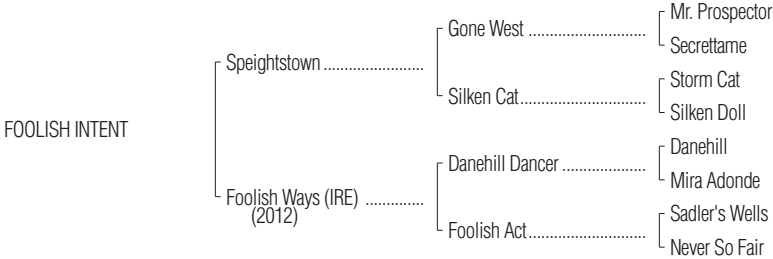 Mr. Prospector
Gone West ..............................
Secrettame
Speightstown .........................
Storm Cat
Silken Cat................................
Silken Doll
FOOLISH INTENT
Danehill
Danehill Dancer .....................
Mira Adonde
Foolish Ways (IRE) ..............
(2012)
Sadler's Wells
Foolish Act..............................
Never So Fair